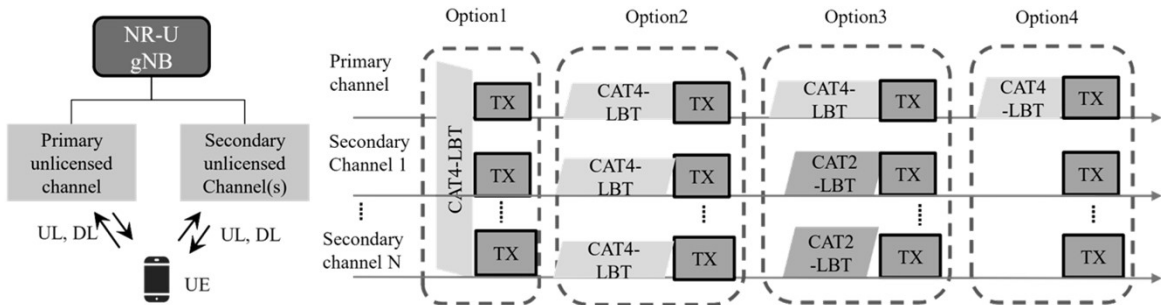 NR-U
gNB
Primary
unlicensed
channel
Secondary
unlicensed
Channel(s)
UL, DL
UL, DL
UE
Option1
Option2
Option3
Option4
Primary
channel
CAT4-LBT
TX
CAT4-
LBT
TX
CAT4-
LBT
TX
CAT4
-LBT
TX
Secondary
Channel 1
TX
CAT4-
LBT
TX
CAT2
-LBT
TX
TX
Secondary
channel N
TX
CAT4-
LBT
TX
CAT2
-LBT
TX
TX